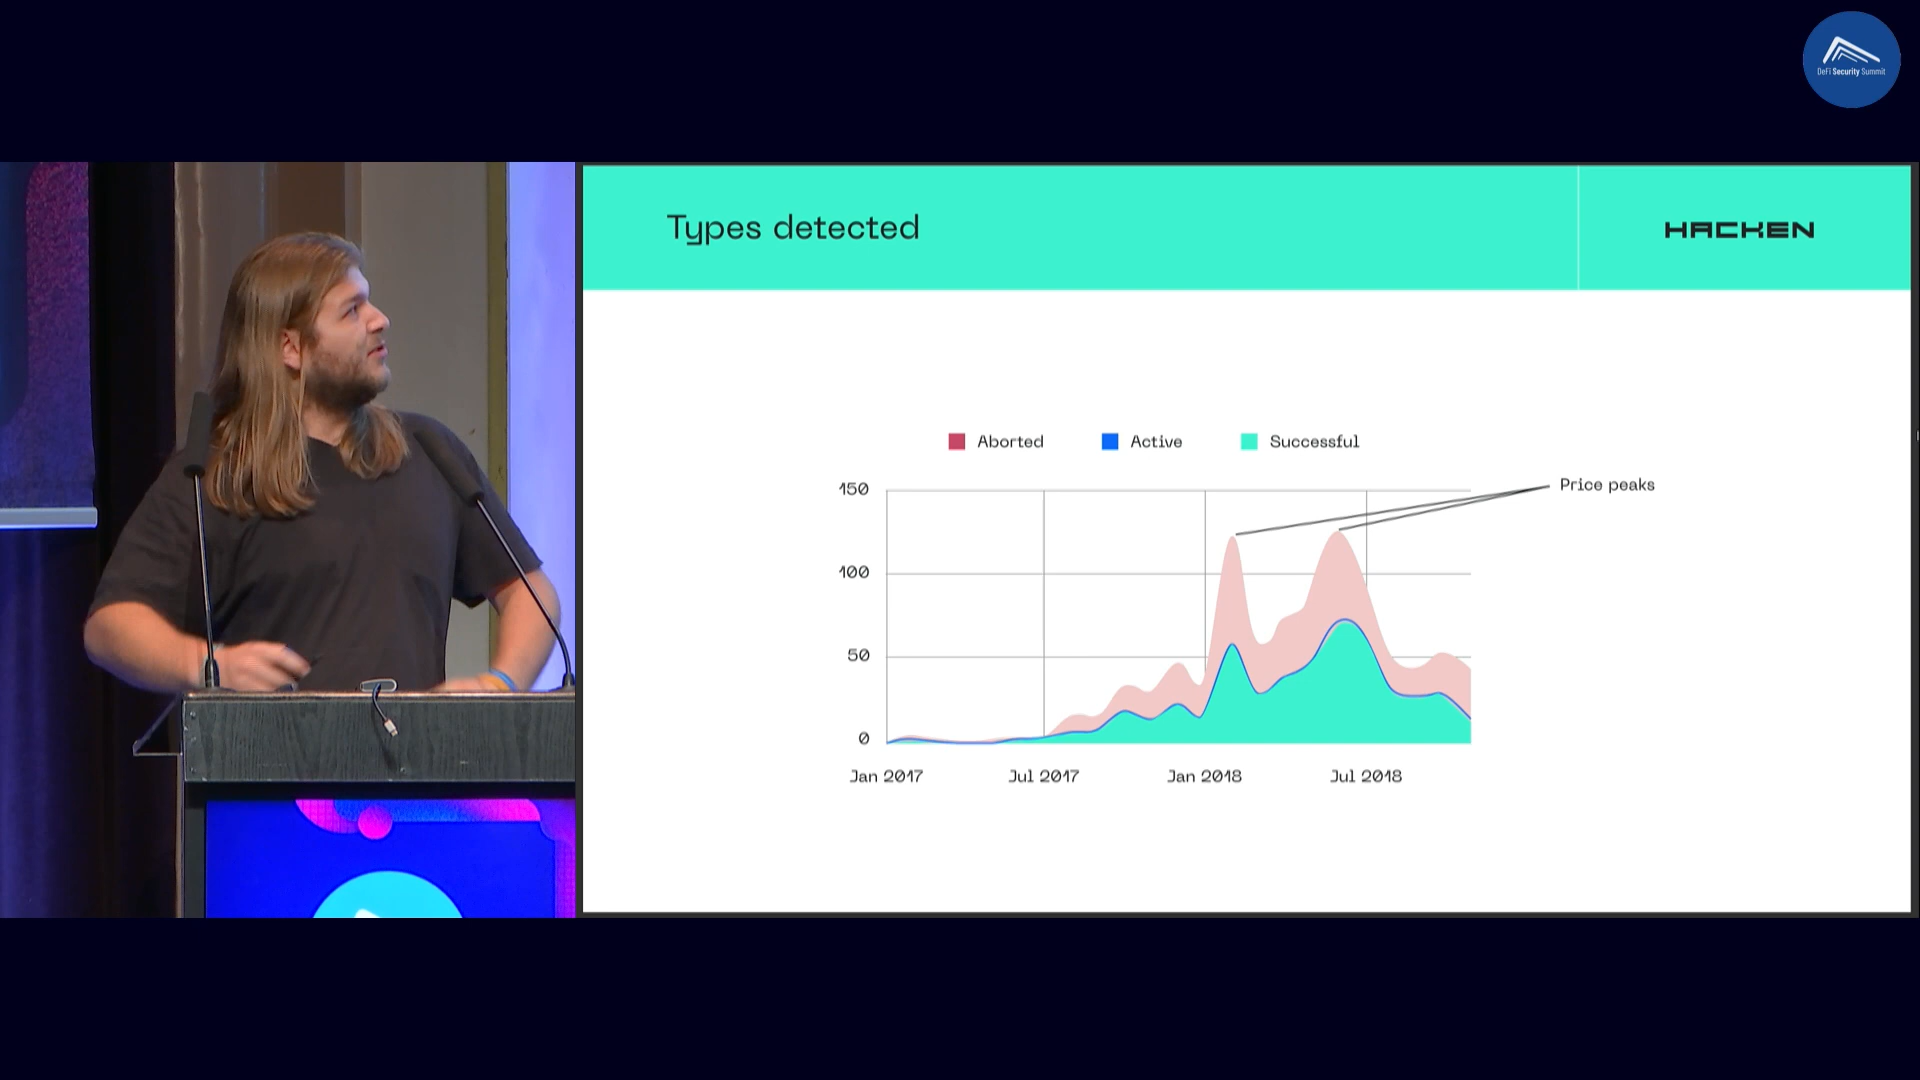 DeFi Security Summit
Types detected
HACKEN
Aborted
Active
Successful
150
Price peaks
100
50
0
Jan 2017
Jul 2017
Jan 2018
Jul 2018